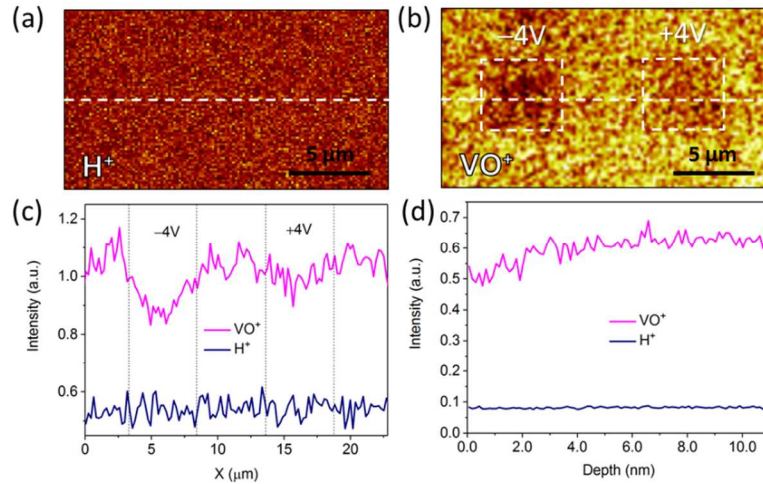 (a)
H⁺
5 μm
(b)
−4V
+4V
VO⁺
5 μm
(c)
Intensity (a.u.)
1.2
1.0
0.8
0.6
−4V
+4V
VO⁺
H⁺
0
5
10
15
20
X (μm)
(d)
Intensity (a.u.)
0.7
0.6
0.5
0.4
0.3
0.2
0.1
0.0
VO⁺
H⁺
0.0
2.0
4.0
6.0
8.0
10.0
Depth (nm)